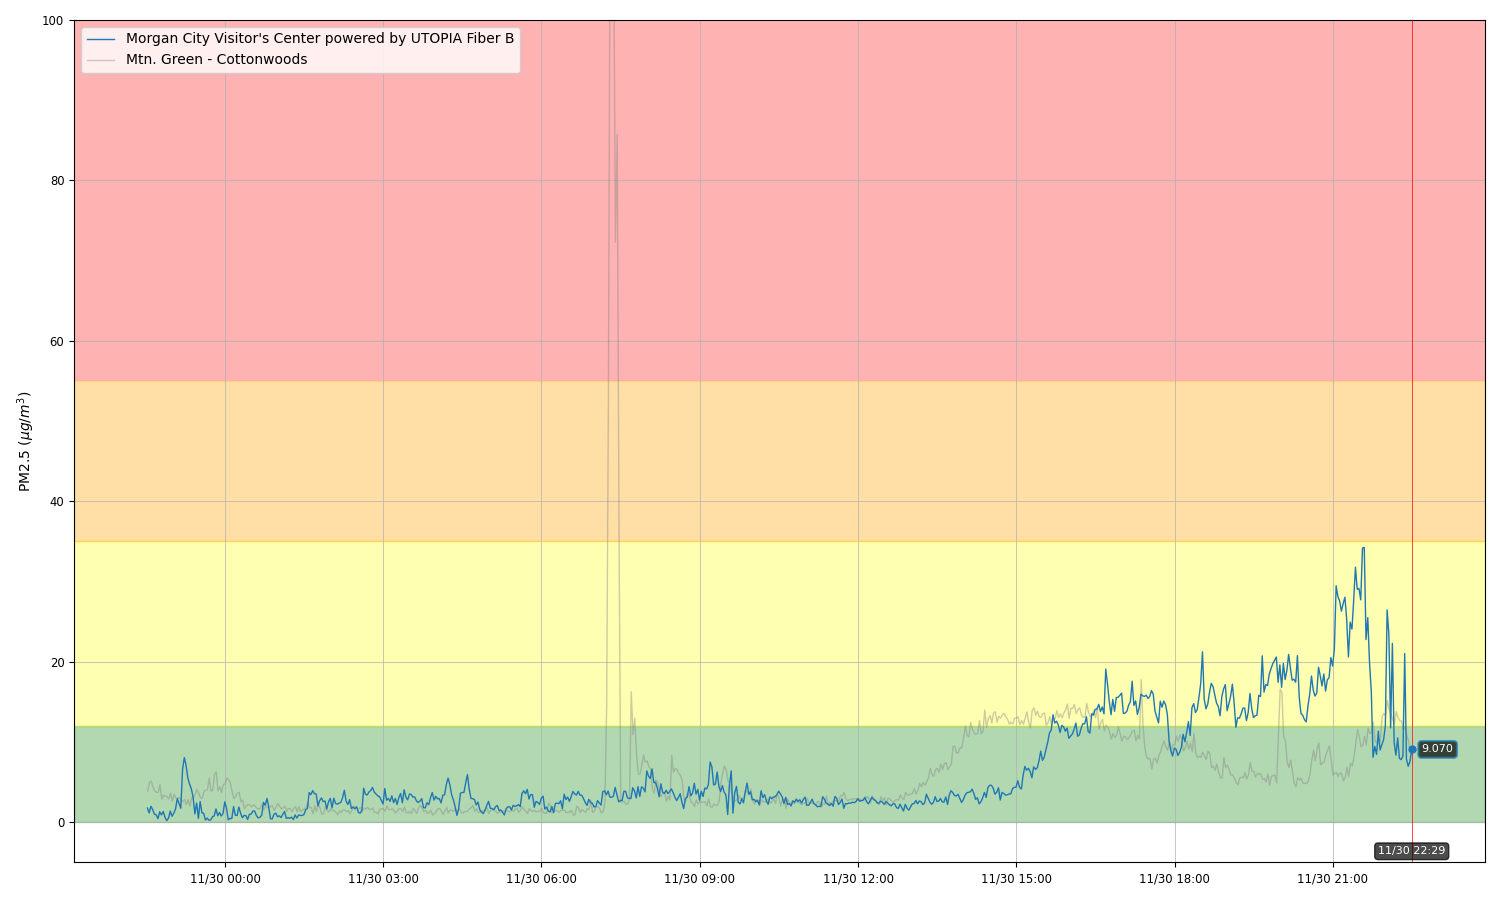 100
Morgan City Visitor's Center powered by UTOPIA Fiber B
Mtn. Green - Cottonwoods
80
60
PM2.5 (μg/m³)
40
20
9.070
0
11/30 22:29
11/30 00:00 11/30 03:00 11/30 06:00 11/30 09:00 11/30 12:00 11/30 15:00 11/30 18:00 11/30 21:00